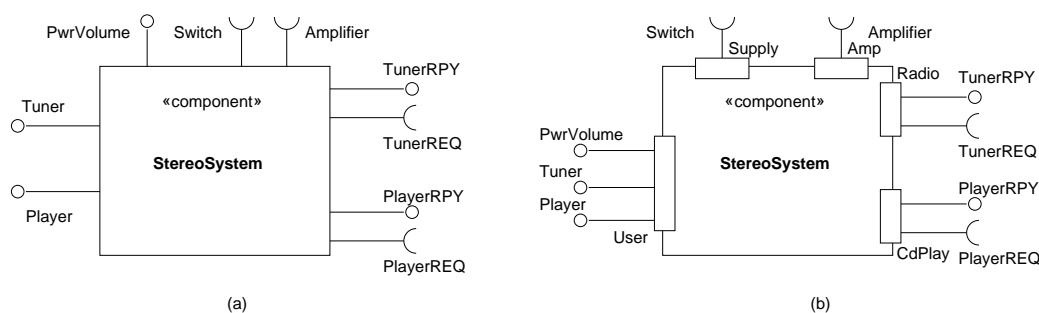 PwrVolume
Switch
Amplifier
TunerRPY
Tuner
«component»
TunerREQ
StereoSystem
PlayerRPY
Player
PlayerREQ
(a)
Switch
Amplifier
Supply
Amp
Radio
TunerRPY
«component»
PwrVolume
TunerREQ
Tuner
StereoSystem
PlayerRPY
Player
User
CdPlay
PlayerREQ
(b)